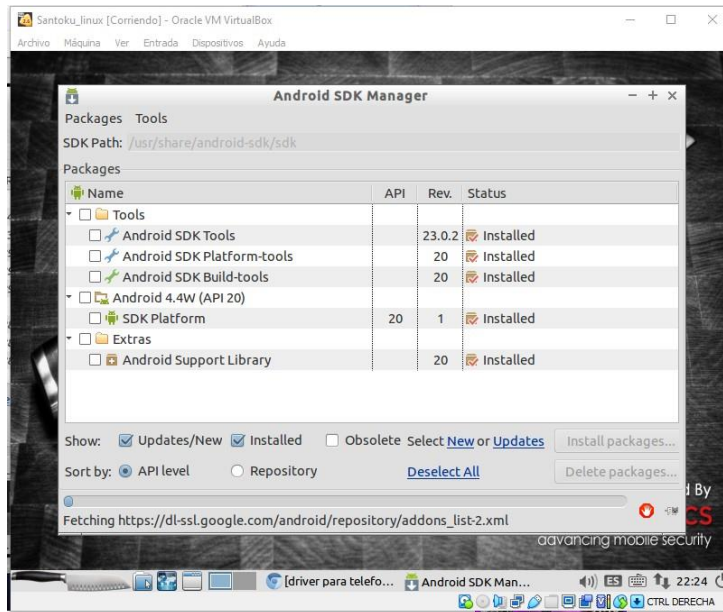 Santoku_linux [Corriendo] - Oracle VM VirtualBox
Archivo Máquina Ver Entrada Dispositivos Ayuda
Android SDK Manager
Packages Tools
SDK Path: /usr/share/android-sdk/sdk
Packages
Name API Rev. Status
Tools
Android SDK Tools 23.0.2 Installed
Android SDK Platform-tools 20 Installed
Android SDK Build-tools 20 Installed
Android 4.4W (API 20)
SDK Platform 20 1 Installed
Extras
Android Support Library 20 Installed
Show: Updates/New Installed Obsolete Select New or Updates Install packages...
Sort by: API level Repository Deselect All Delete packages...
d By
CS
Fetching https://dl-ssl.google.com/android/repository/addons_list-2.xml
advancing mobile security
[driver para telefo... Android SDK Man... ES 22:24
CTRL DERECHA